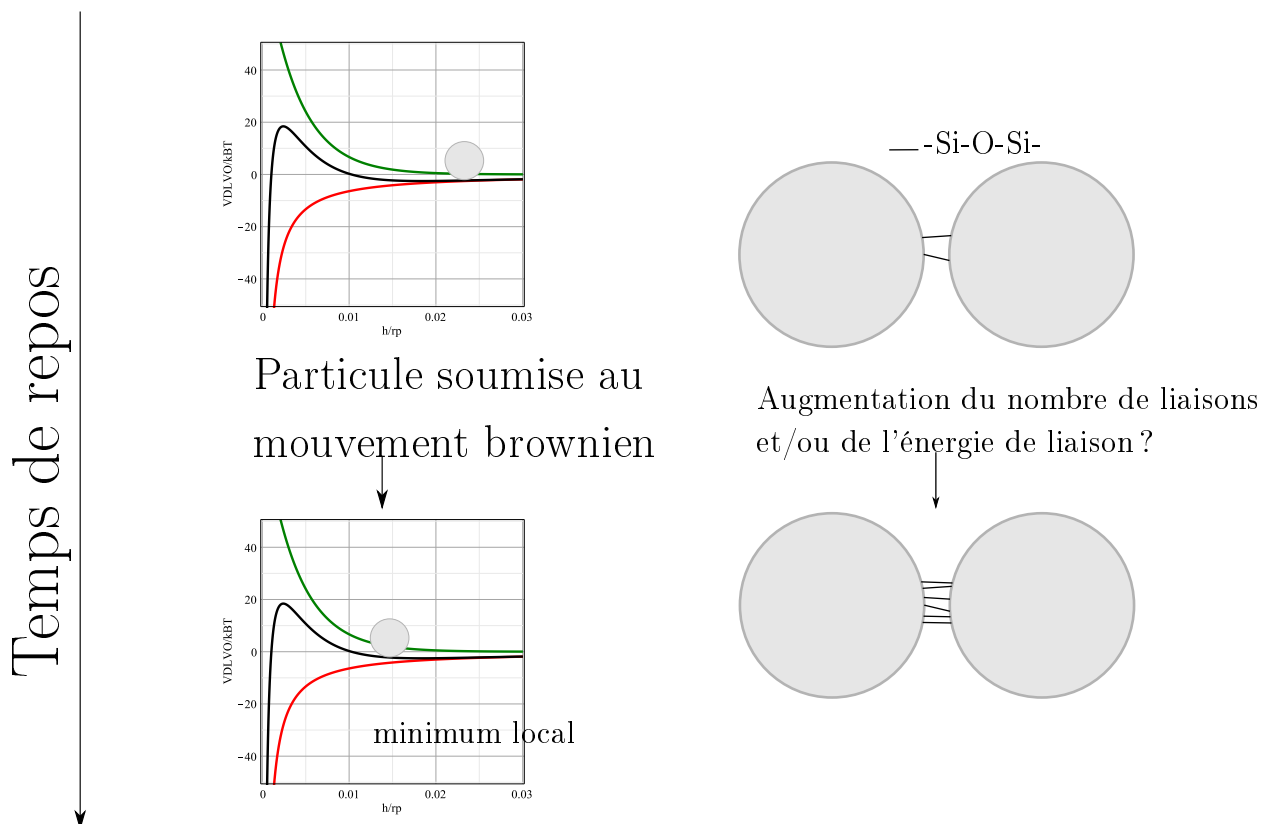 Temps de repos
40
20
0
−20
−40
VDLVO/kBT
0 0.01 0.02 0.03
h/rp
Particule soumise au
mouvement brownien
40
20
0
−20
−40
VDLVO/kBT
minimum local
0 0.01 0.02 0.03
h/rp
-Si-O-Si-
Augmentation du nombre de liaisons
et/ou de l'énergie de liaison ?